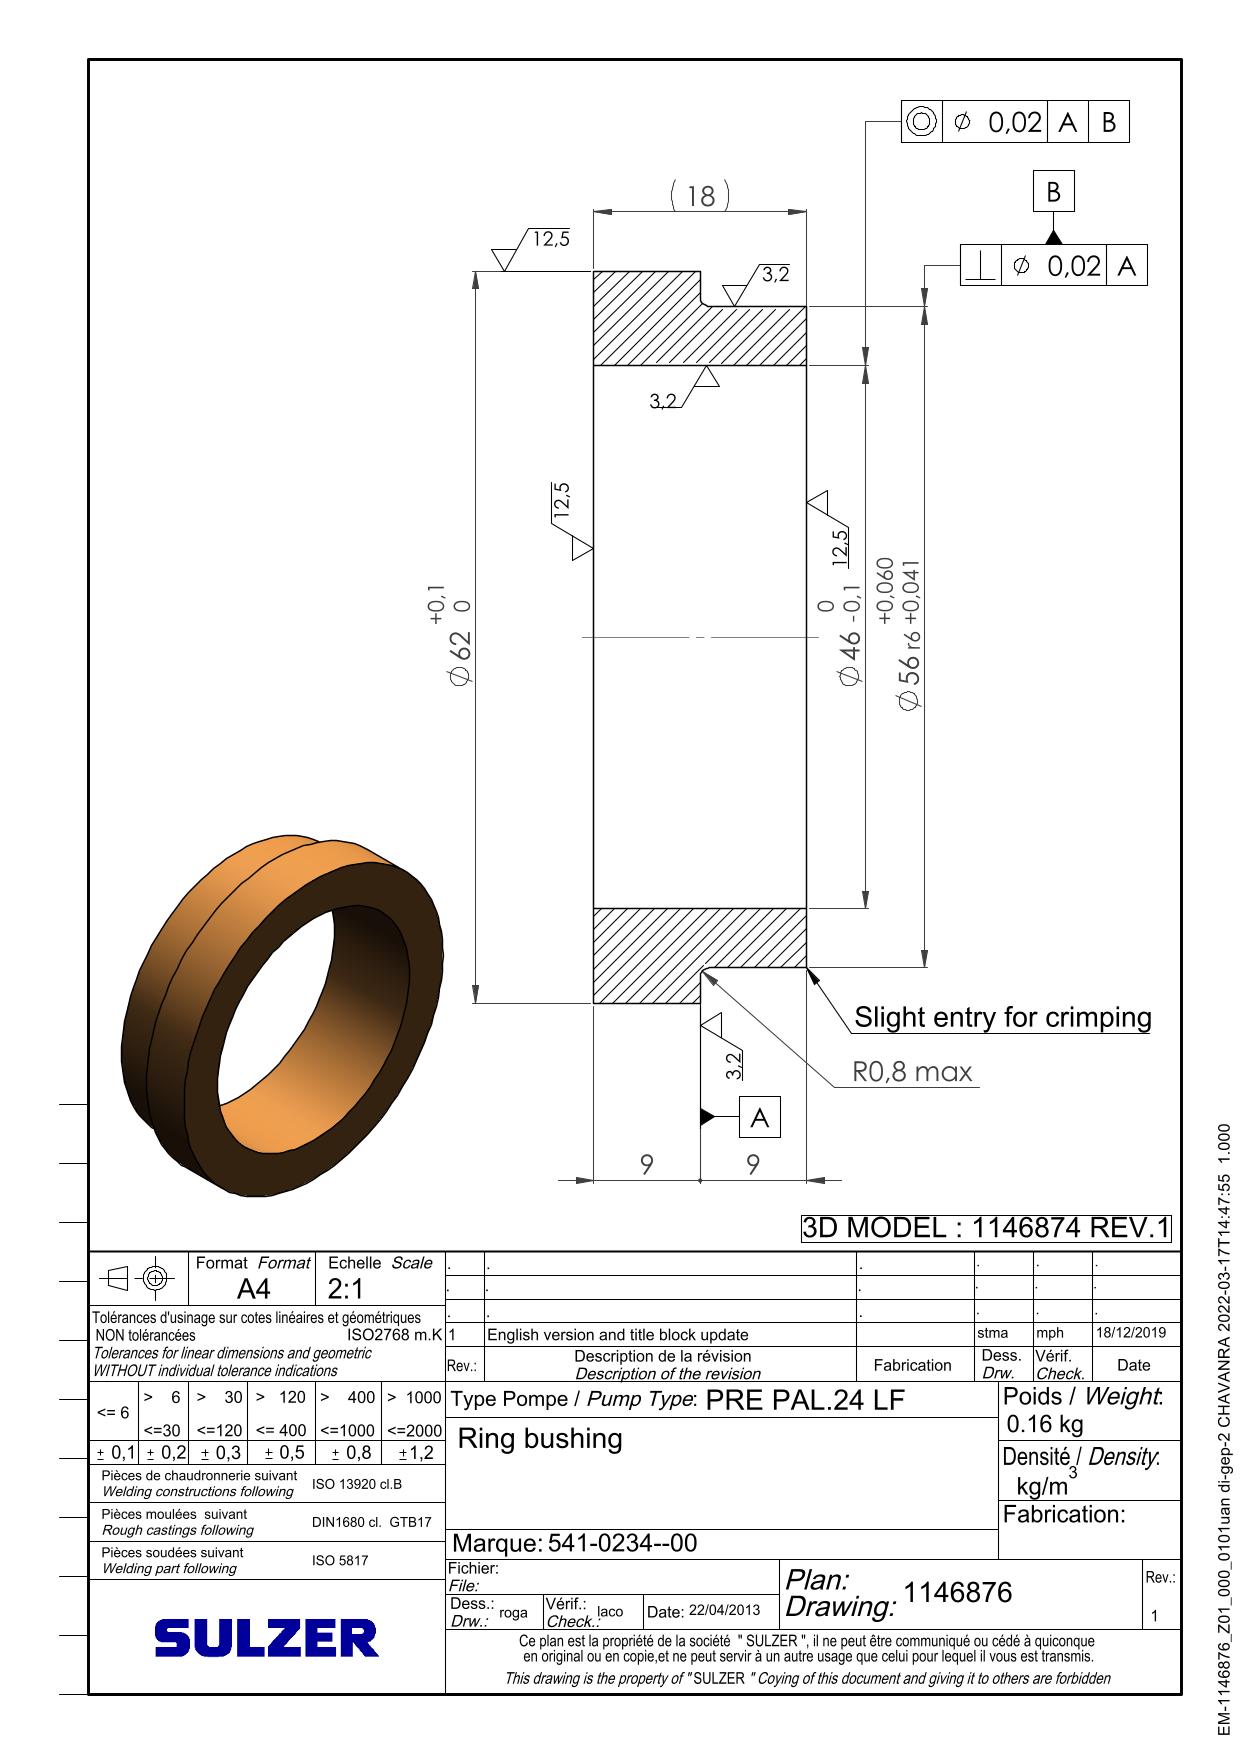 ⌀ 0,02 A B
B
⌀ 0,02 A
(18)
12,5
3,2
3,2
12,5
12,5
⌀62 +0,1 0
⌀46 0 -0,1
⌀56 r6 +0,060 +0,041
Slight entry for crimping
R0,8 max
3,2
A
9 9
3D MODEL : 1146874 REV.1
Format Format
A4
Echelle Scale
2:1
Tolérances d'usinage sur cotes linéaires et géométriques
NON tolérancées ISO2768 m.K
Tolerances for linear dimensions and geometric
WITHOUT individual tolerance indications
<= 6
> 6 > 30 > 120 > 400 > 1000
<=30 <=120 <= 400 <=1000 <=2000
± 0,1 ± 0,2 ± 0,3 ± 0,5 ± 0,8 ±1,2
Pièces de chaudronnerie suivant
Welding constructions following
ISO 13920 cl.B
Pièces moulées suivant
Rough castings following
DIN1680 cl. GTB17
Pièces soudées suivant
Welding part following
ISO 5817
SULZER
. . . . . .
. . . . . .
. . . . . .
1 English version and title block update stma mph 18/12/2019
Rev.:
Description de la révision
Description of the revision
Fabrication
Dess.
Drw.
Vérif.
Check.
Date
Type Pompe / Pump Type: PRE PAL.24 LF
Poids / Weight:
0.16 kg
Ring bushing
Densité / Density:
kg/m3
Fabrication:
Marque: 541-0234--00
Fichier:
File:
Dess.:
Drw.: roga
Vérif.:
Check.: laco
Date: 22/04/2013
Plan:
Drawing: 1146876
Rev.:
1
Ce plan est la propriété de la société " SULZER ", il ne peut être communiqué ou cédé à quiconque
en original ou en copie,et ne peut servir à un autre usage que celui pour lequel il vous est transmis.
This drawing is the property of " SULZER " Coying of this document and giving it to others are forbidden
EM-1146876_Z01_000_0101uan di-gep-2 CHAVANRA 2022-03-17T14:47:55 1.000